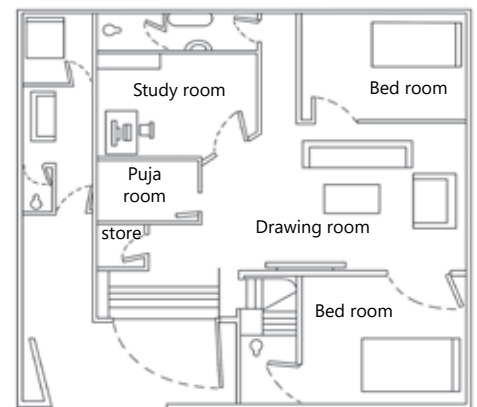 Study room
Bed room
Puja
room
store
Drawing room
Bed room